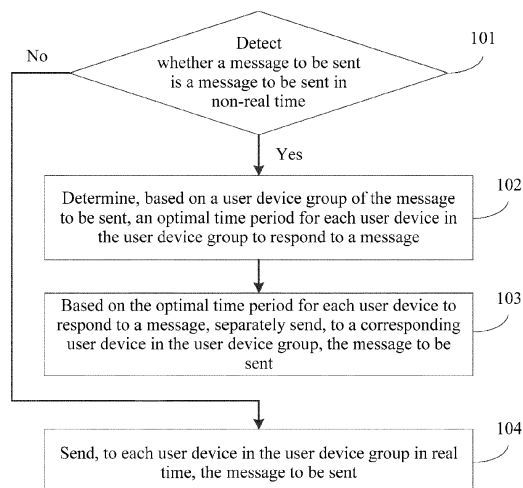 Detect
whether a message to be sent
is a message to be sent in
non-real time
101
No
Yes
Determine, based on a user device group of the message
to be sent, an optimal time period for each user device in
the user device group to respond to a message
102
Based on the optimal time period for each user device to
respond to a message, separately send, to a corresponding
user device in the user device group, the message to be
sent
103
Send, to each user device in the user device group in real
time, the message to be sent
104